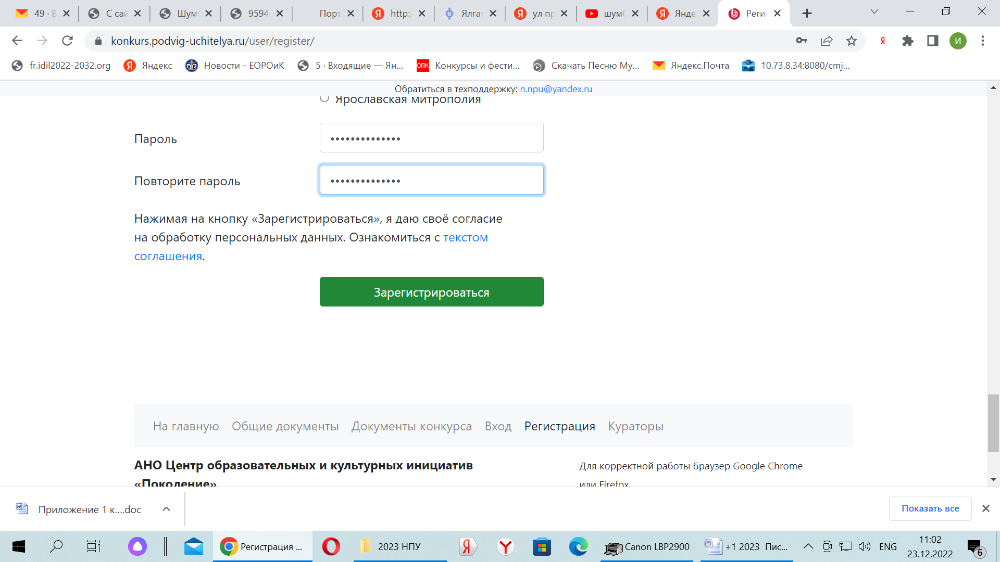 49 · В
С сай
Шум
9594
Порт
http:/
Ялгат
ул пр
шум
Янде
Реги
konkurs.podvig-uchitelya.ru/user/register/
И
fr.idil2022-2032.org
Яндекс
Новости - ЕОРОиК
5 · Входящие — Ян...
Конкурсы и фести...
Скачать Песню Му...
Яндекс.Почта
10.73.8.34:8080/cmj...
Обратиться в техподдержку: n.npu@yandex.ru
Ярославская митрополия
Пароль
Повторите пароль
Нажимая на кнопку «Зарегистрироваться», я даю своё согласие
на обработку персональных данных. Ознакомиться с текстом
соглашения.
Зарегистрироваться
На главную Общие документы Документы конкурса Вход Регистрация Кураторы
АНО Центр образовательных и культурных инициатив
«Поколение»
Для корректной работы браузер Google Chrome
или Firefox
Приложение 1 к....doc
Показать все
Регистрация ...
2023 НПУ
Canon LBP2900
+1 2023 Пис...
ENG
11:02
23.12.2022
6